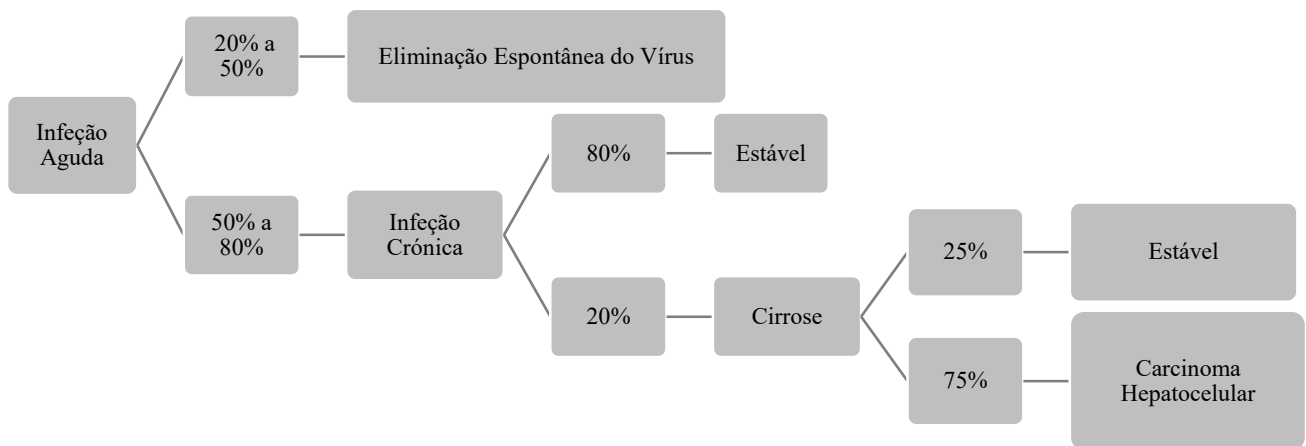 20% a
50%
Eliminação Espontânea do Vírus
Infeção
Aguda
80%
Estável
50% a
80%
Infeção
Crónica
25%
Estável
20%
Cirrose
75%
Carcinoma
Hepatocelular